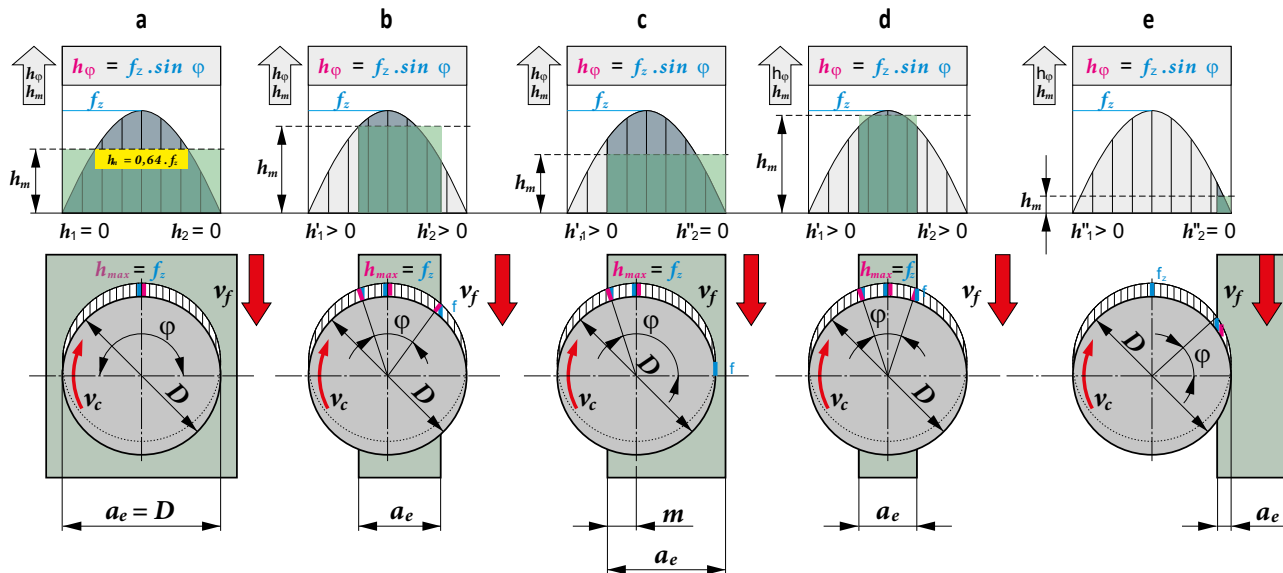 a
b
c
d
e
hφ = fz .sin φ
hφ = fz .sin φ
hφ = fz .sin φ
hφ = fz .sin φ
hφ = fz .sin φ
hφ
hm
hφ
hm
hφ
hm
hφ
hm
hφ
hm
fz
fz
fz
fz
fz
hm = 0,64 . fz
hm
hm
hm
hm
hm
h1 = 0
h2 = 0
h'1 > 0
h'2 > 0
h'1 > 0
h"2 = 0
h'1 > 0
h'2 > 0
h"1 > 0
h"2 = 0
hmax = fz
hmax = fz
hmax = fz
hmax = fz
fz
vf
vf
vf
vf
vf
f
f
f
φ
φ
φ
φ
φ
D
D
D
D
D
vc
vc
vc
vc
vc
ae = D
ae
m
ae
ae
ae